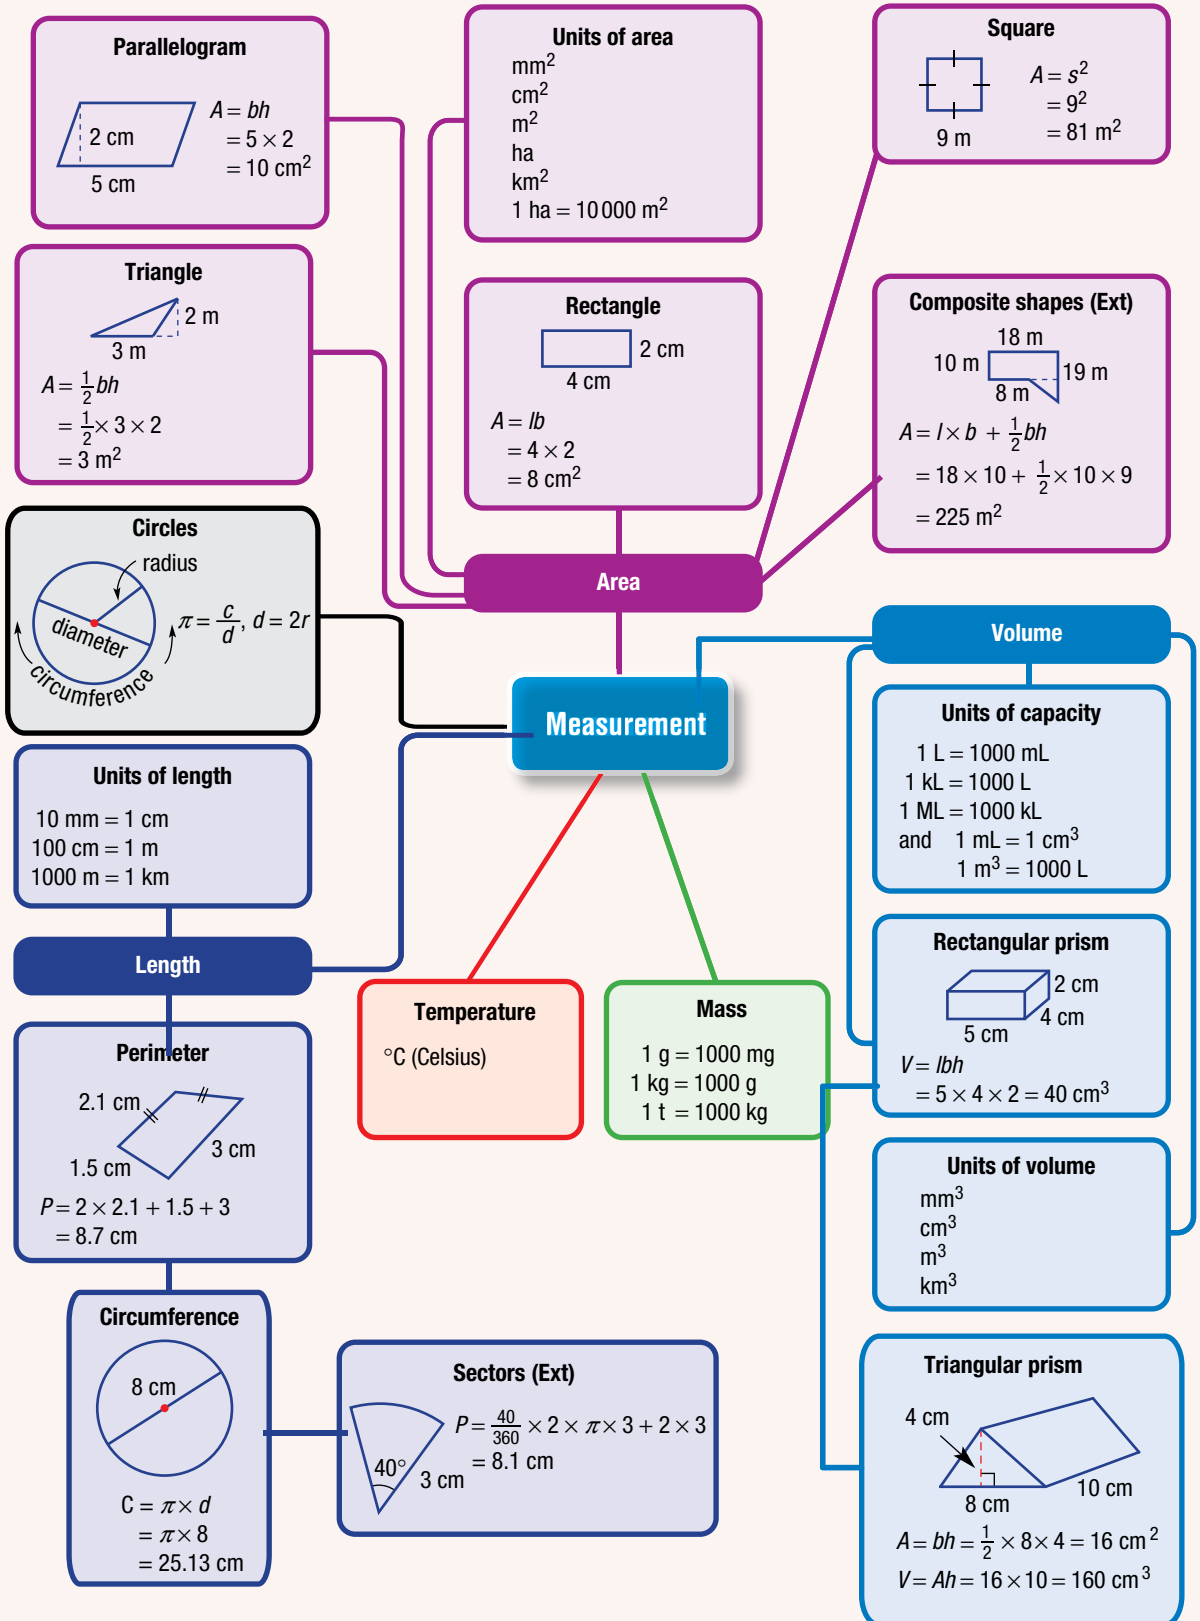 Parallelogram
2 cm
5 cm
A = bh
= 5 × 2
= 10 cm²
Units of area
mm²
cm²
m²
ha
km²
1 ha = 10 000 m²
Square
9 m
A = s²
= 9²
= 81 m²
Triangle
2 m
3 m
A = ½bh
= ½ × 3 × 2
= 3 m²
Rectangle
2 cm
4 cm
A = lb
= 4 × 2
= 8 cm²
Composite shapes (Ext)
18 m
10 m
19 m
8 m
A = l × b + ½bh
= 18 × 10 + ½ × 10 × 9
= 225 m²
Circles
radius
diameter
circumference
π = c/d, d = 2r
Area
Measurement
Volume
Units of capacity
1 L = 1000 mL
1 kL = 1000 L
1 ML = 1000 kL
and 1 mL = 1 cm³
1 m³ = 1000 L
Units of length
10 mm = 1 cm
100 cm = 1 m
1000 m = 1 km
Length
Rectangular prism
2 cm
4 cm
5 cm
V = lbh
= 5 × 4 × 2 = 40 cm³
Temperature
°C (Celsius)
Mass
1 g = 1000 mg
1 kg = 1000 g
1 t = 1000 kg
Perimeter
2.1 cm
3 cm
1.5 cm
P = 2 × 2.1 + 1.5 + 3
= 8.7 cm
Units of volume
mm³
cm³
m³
km³
Circumference
8 cm
C = π × d
= π × 8
= 25.13 cm
Sectors (Ext)
40°
3 cm
P = 40/360 × 2 × π × 3 + 2 × 3
= 8.1 cm
Triangular prism
4 cm
8 cm
10 cm
A = bh = ½ × 8 × 4 = 16 cm²
V = Ah = 16 × 10 = 160 cm³